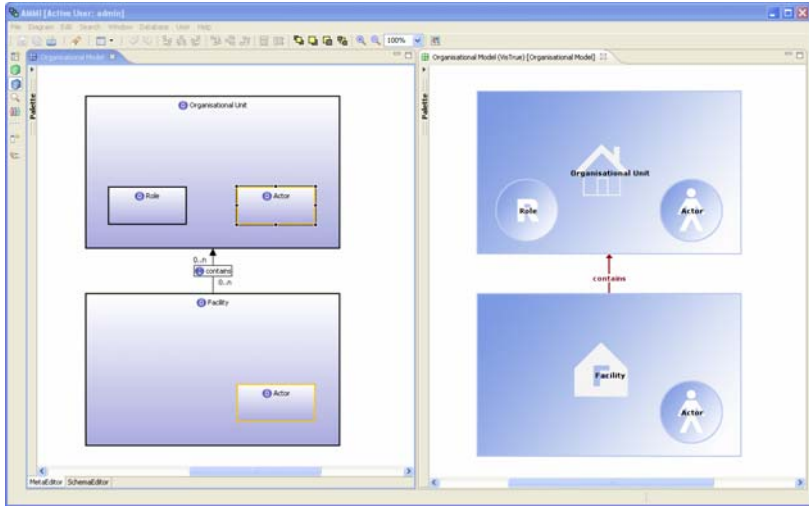 AMMI [Active User: admin]
File Diagram Edit Search Window Database User Help
100%
Organisational Model
Organisational Model (VisTrue) [Organisational Model]
Palette
Organisational Unit
Role
Actor
0..n
contains
0..n
Facility
Actor
MetaEditor SchemaEditor
Palette
Organisational Unit
R
Role
Actor
contains
F
Facility
Actor